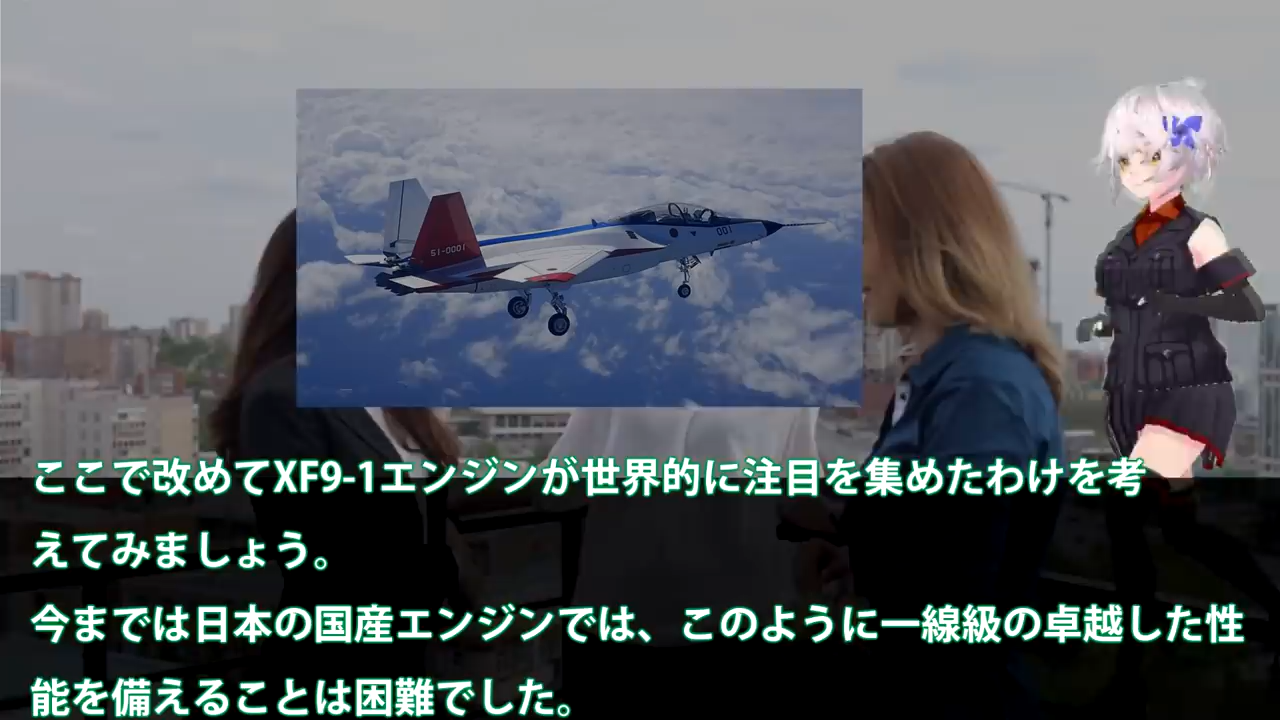 51-0001
001
ここで改めてXF9-1エンジンが世界的に注目を集めたわけを考
えてみましょう。
今までは日本の国産エンジンでは、このように一線級の卓越した性
能を備えることは困難でした。